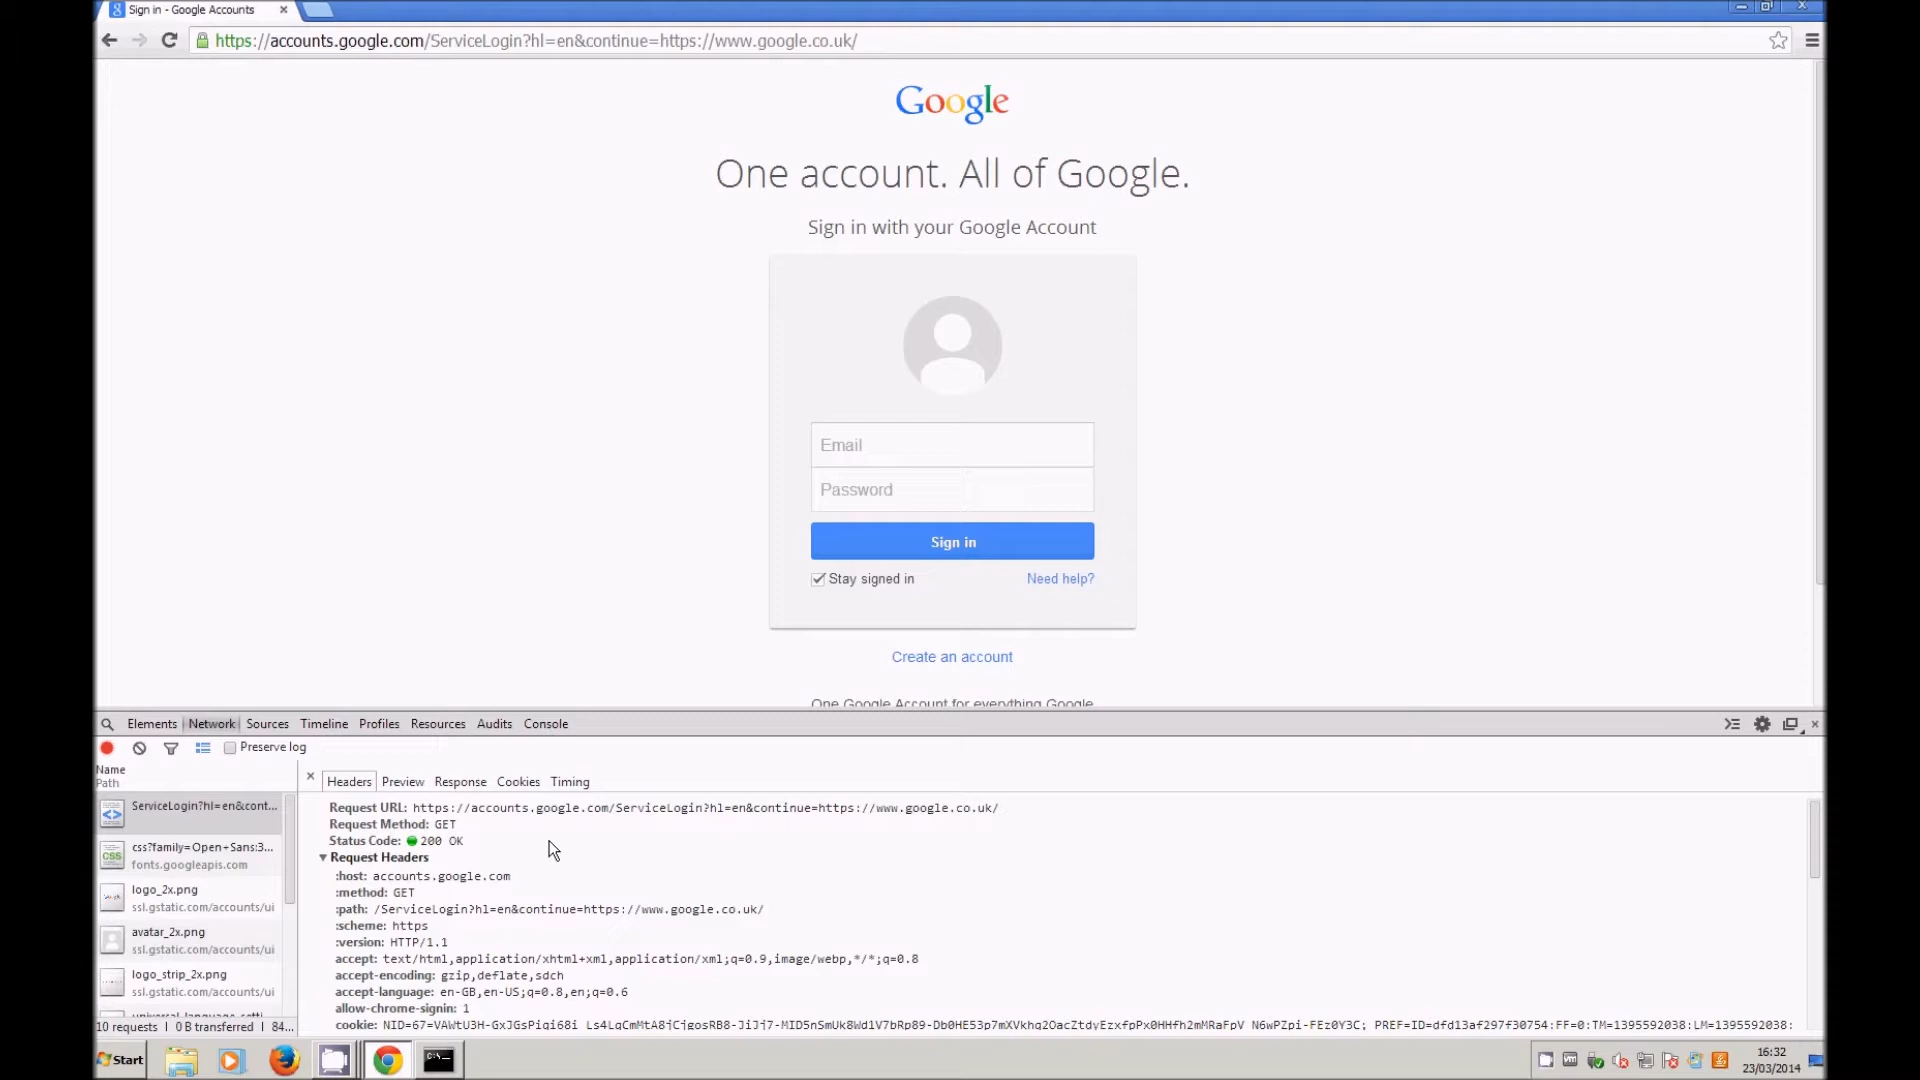 Sign in - Google Accounts
https://accounts.google.com/ServiceLogin?hl=en&continue=https://www.google.co.uk/
Google
One account. All of Google.
Sign in with your Google Account
Email
Password
Sign in
Stay signed in Need help?
Create an account
One Google Account for everything Google
Elements Network Sources Timeline Profiles Resources Audits Console
Preserve log
Name
Path
Headers Preview Response Cookies Timing
ServiceLogin?hl=en&cont...
css?family=Open+Sans:3...
fonts.googleapis.com
logo_2x.png
ssl.gstatic.com/accounts/ui
avatar_2x.png
ssl.gstatic.com/accounts/ui
logo_strip_2x.png
ssl.gstatic.com/accounts/ui
10 requests | 0 B transferred | 84...
Request URL: https://accounts.google.com/ServiceLogin?hl=en&continue=https://www.google.co.uk/
Request Method: GET
Status Code: 200 OK
Request Headers
:host: accounts.google.com
:method: GET
:path: /ServiceLogin?hl=en&continue=https://www.google.co.uk/
:scheme: https
:version: HTTP/1.1
accept: text/html,application/xhtml+xml,application/xml;q=0.9,image/webp,*/*;q=0.8
accept-encoding: gzip,deflate,sdch
accept-language: en-GB,en-US;q=0.8,en;q=0.6
allow-chrome-signin: 1
cookie:
Start
16:32
23/03/2014